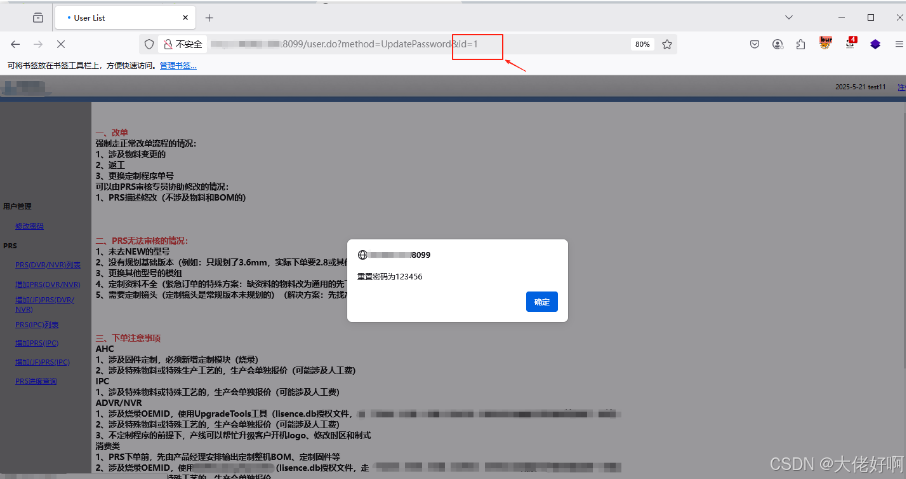 User List
不安全
:8099/user.do?method=UpdatePassword&id=1
80%
4
可将书签放在书签工具栏上，方便快速访问。管理书签...
2025-5-21 test11
一、改单
强制走正常改单流程的情况：
1、涉及物料变更的
2、返工
3、更换定制程序单号
可以由PRS审核专员协助修改的情况：
1、PRS描述修改（不涉及物料和BOM的）
用户管理
修改密码
PRS
PRS(DVR/NVR)列表
增加PRS(DVR/NVR)
增加(JF)PRS(DVR/
NVR)
PRS(IPC)列表
增加PRS(IPC)
增加(JF)PRS(IPC)
PRS进度查询
二、PRS无法审核的情况：
1、未去NEW的型号
2、没有规划基础版本（例如：只规划了3.6mm，实际下单要2.8或其
3、更换其他型号的模组
4、定制资料不全（紧急订单的特殊方案：缺资料的物料改为通用的先下
5、需要定制镜头（定制镜头是常规版本未规划的）（解决方案：先找
8099
重置密码为123456
确定
三、下单注意事项
AHC
1、涉及固件定制，必须新增定制模块（烧录）
2、涉及特殊物料或特殊生产工艺的，生产会单独报价（可能涉及人工费）
IPC
1、涉及特殊物料或特殊工艺的，生产会单独报价（可能涉及人工费）
ADVR/NVR
1、涉及烧录OEMID，使用UpgradeTools工具（lisence.db授权文件，
2、涉及特殊物料或特殊工艺的，生产会单独报价（可能涉及人工费）
3、不定制程序的前提下，产线可以帮忙升级客户开机logo、修改时区和制式
消费类
1、PRS下单前，先由产品经理安排输出定制整机BOM、定制固件等
2、涉及烧录OEMID，使用 （lisence.db授权文件，走
特殊工艺的，生产会单独报价（可能涉及人工费）
CSDN @大佬好啊